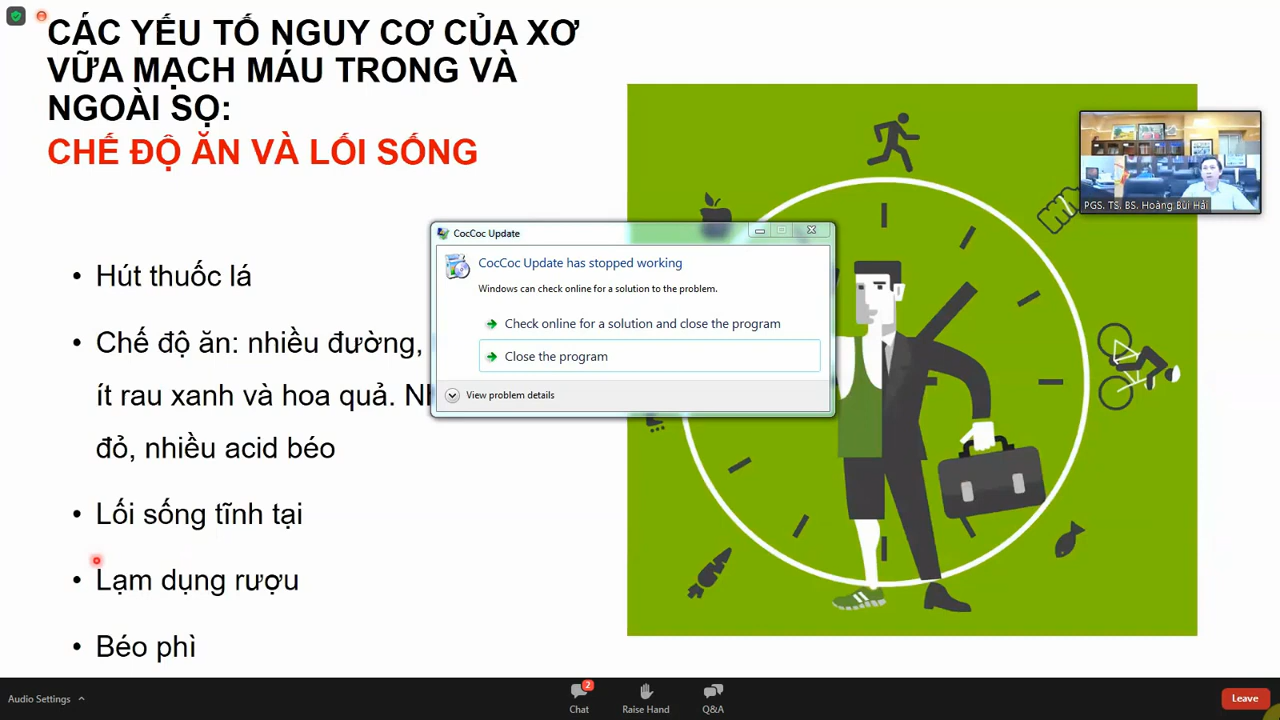 CÁC YẾU TỐ NGUY CƠ CỦA XƠ
VỮA MẠCH MÁU TRONG VÀ
NGOÀI SỌ:
CHẾ ĐỘ ĂN VÀ LỐI SỐNG
PGS. TS. BS. Hoàng Bùi Hải
CocCoc Update
CocCoc Update has stopped working
Windows can check online for a solution to the problem.
Check online for a solution and close the program
Close the program
View problem details
• Hút thuốc lá
• Chế độ ăn: nhiều đường,
ít rau xanh và hoa quả.
đỏ, nhiều acid béo
• Lối sống tĩnh tại
• Lạm dụng rượu
• Béo phì
Audio Settings
2
Chat
Raise Hand
Q&A
Leave